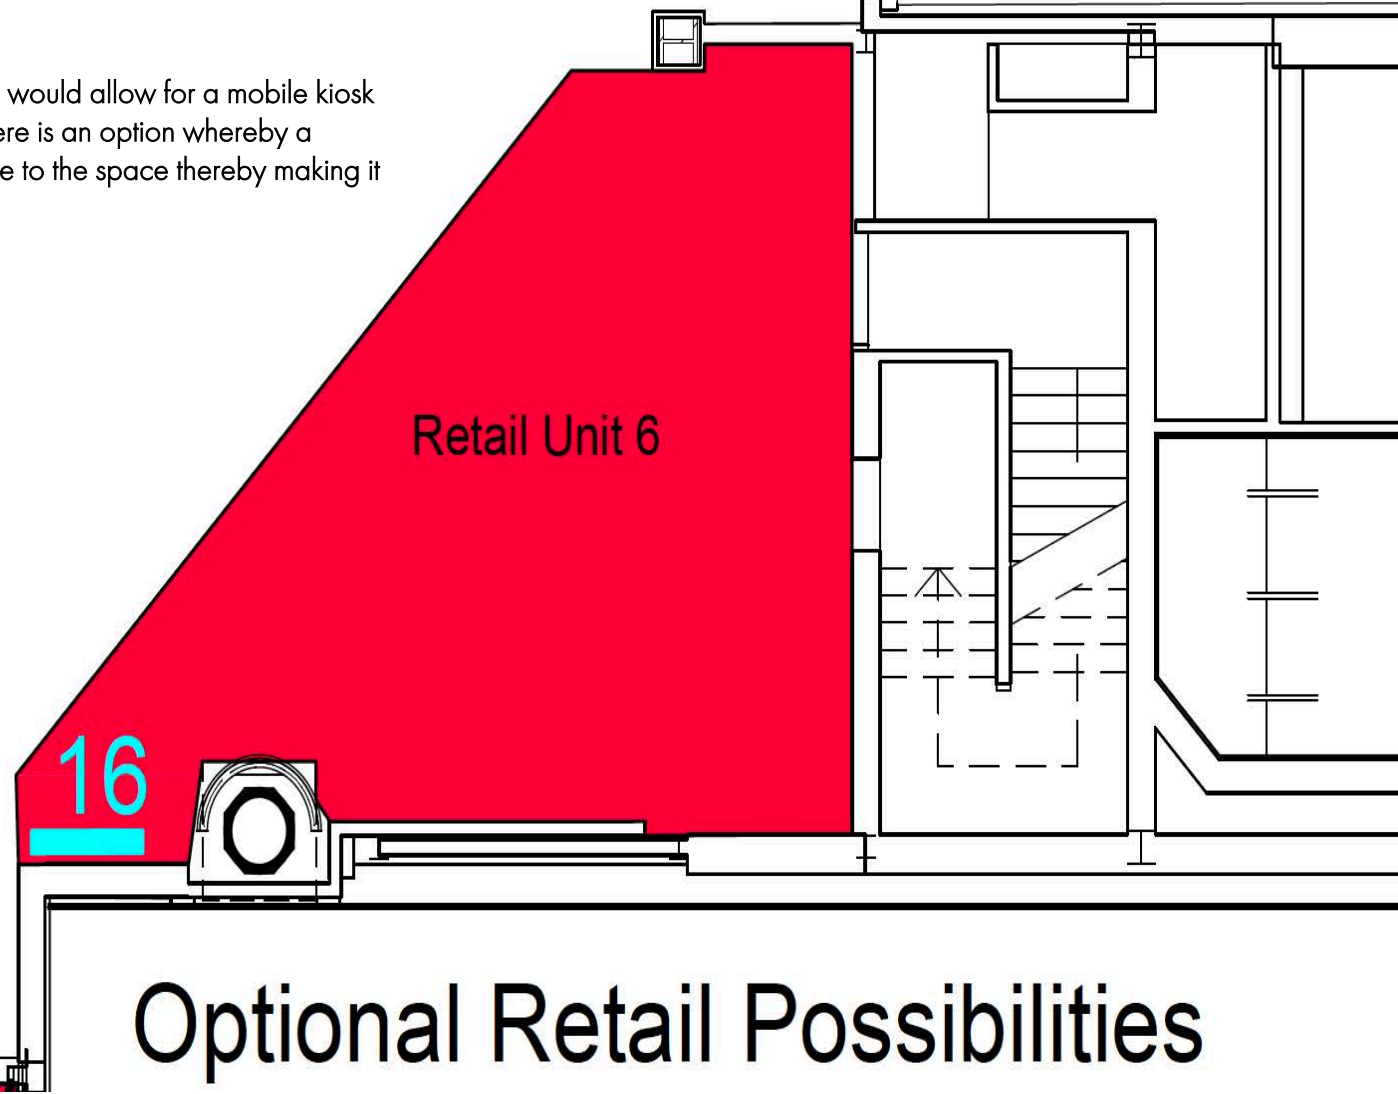 would allow for a mobile kiosk
ere is an option whereby a
e to the space thereby making it
Retail Unit 6
16
Optional Retail Possibilities